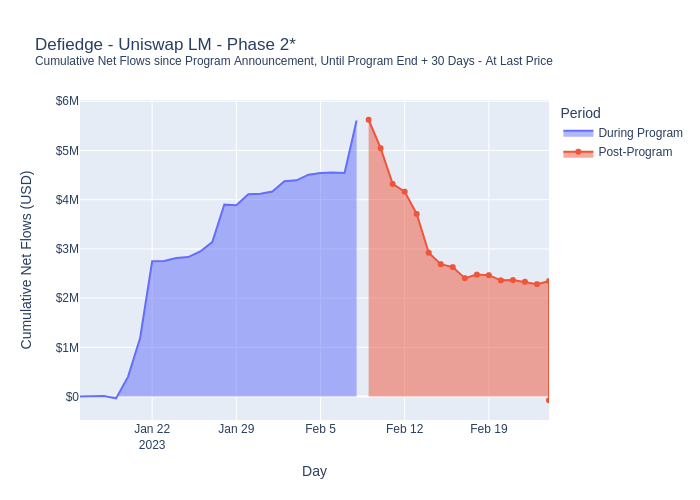 Defiedge - Uniswap LM - Phase 2*
Cumulative Net Flows since Program Announcement, Until Program End + 30 Days - At Last Price
Period
During Program
Post-Program
Cumulative Net Flows (USD)
$6M
$5M
$4M
$3M
$2M
$1M
$0
Jan 22
2023
Jan 29
Feb 5
Feb 12
Feb 19
Day